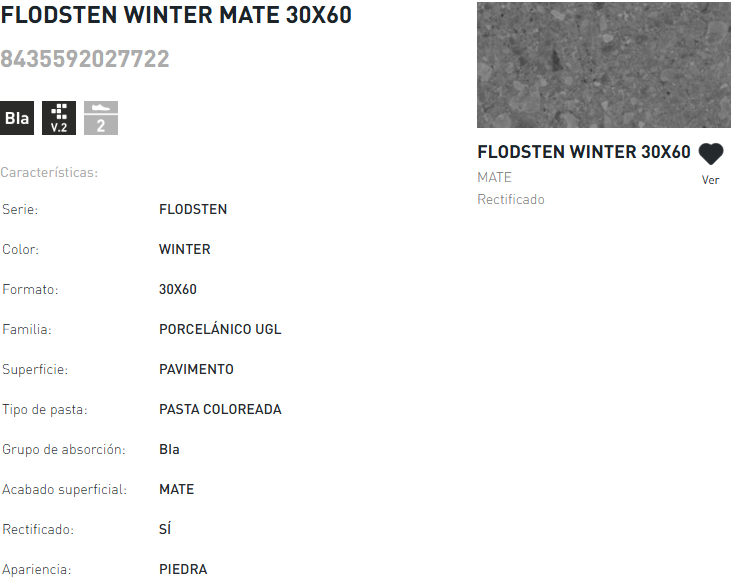 FLODSTEN WINTER MATE 30X60
8435592027722
BIa
V.2
2
Características:
Serie: FLODSTEN
Color: WINTER
Formato: 30X60
Familia: PORCELÁNICO UGL
Superficie: PAVIMENTO
Tipo de pasta: PASTA COLOREADA
Grupo de absorción: BIa
Acabado superficial: MATE
Rectificado: SÍ
Apariencia: PIEDRA
FLODSTEN WINTER 30X60
MATE
Ver
Rectificado